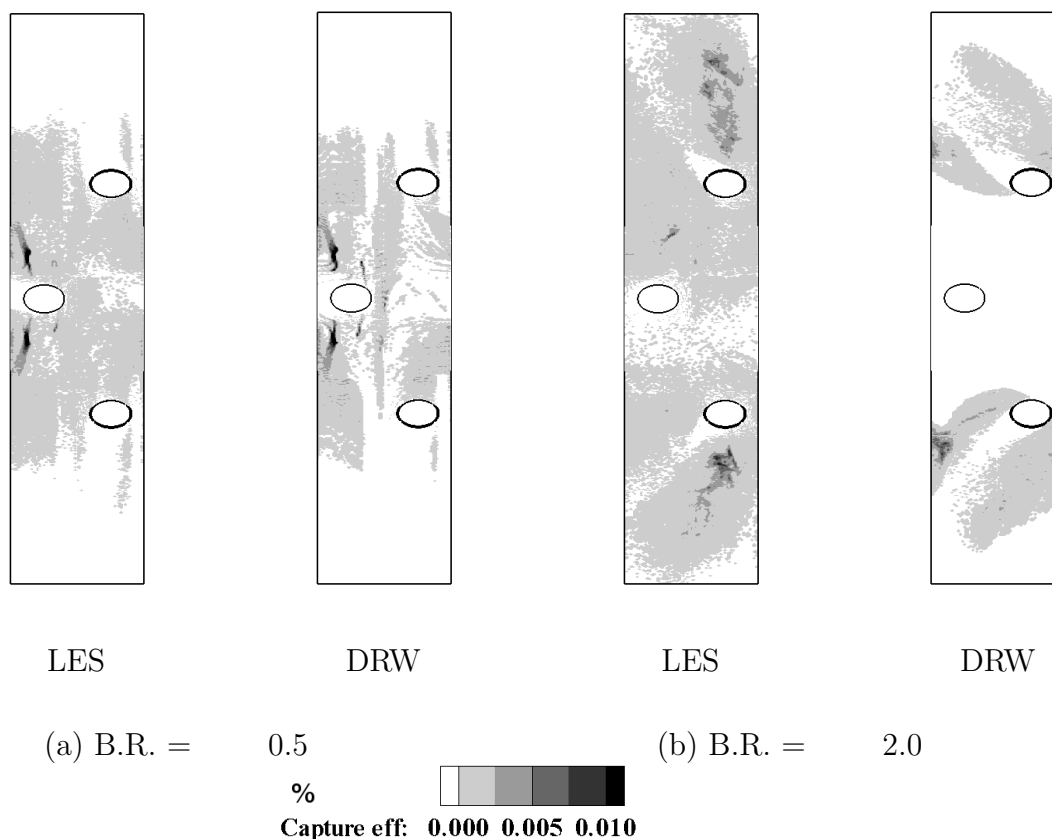 LES DRW LES DRW
(a) B.R. = 0.5 (b) B.R. = 2.0
%
Capture eff: 0.000 0.005 0.010